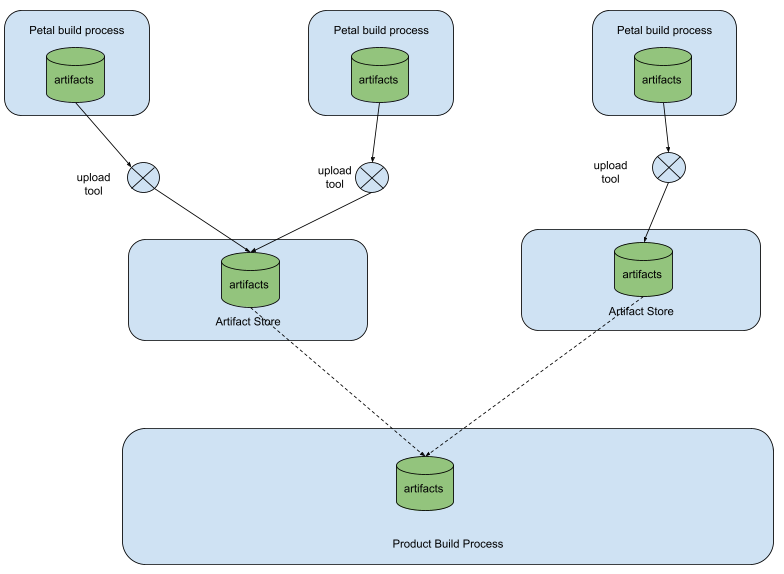 Petal build process
artifacts
Petal build process
artifacts
Petal build process
artifacts
upload
tool
upload
tool
upload
tool
artifacts
Artifact Store
artifacts
Artifact Store
artifacts
Product Build Process